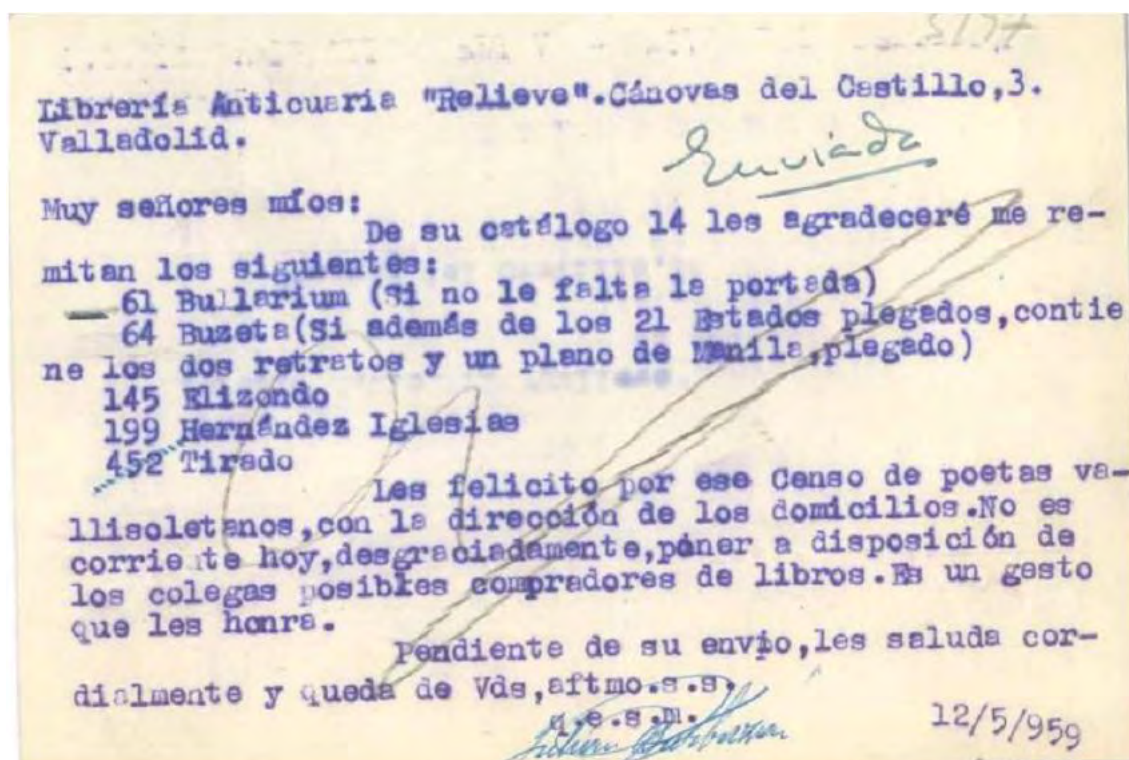 5197
Librería Anticuaria "Relieve".Cánovas del Castillo,3.
Valladolid.
Enviada
Muy señores míos:
De su catálogo 14 les agradeceré me re-
mitan los siguientes:
61 Bullarium (Si no le falta la portada)
64 Buzeta(Si además de los 21 Estados plegados,contie
ne los dos retratos y un plano de Manila,plegado)
145 Elizondo
199 Hernández Iglesias
452 Tirado
Les felicito por ese Censo de poetas va-
llisoletanos,con la dirección de los domicilios.No es
corriente hoy,desgraciadamente,póner a disposición de
los colegas posibles compradores de libros.Es un gesto
que les honra.
Pendiente de su envío,les saluda cor-
dialmente y queda de Vds,aftmo.s.s.
q.e.s.m.
12/5/959